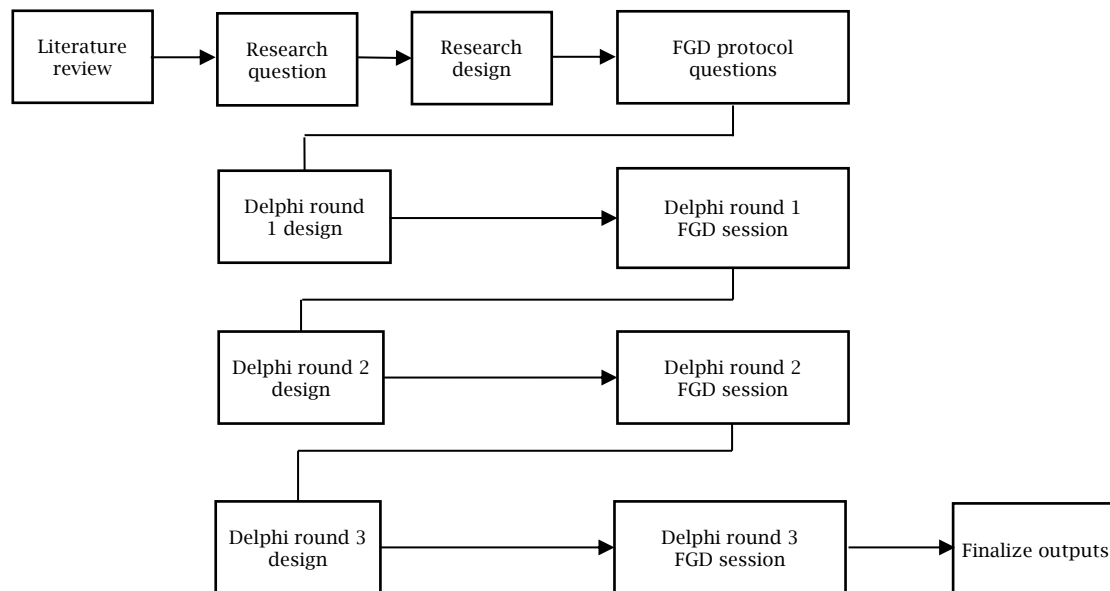 Literature
review
Research
question
Research
design
FGD protocol
questions
Delphi round
1 design
Delphi round 1
FGD session
Delphi round 2
design
Delphi round 2
FGD session
Delphi round 3
design
Delphi round 3
FGD session
Finalize outputs